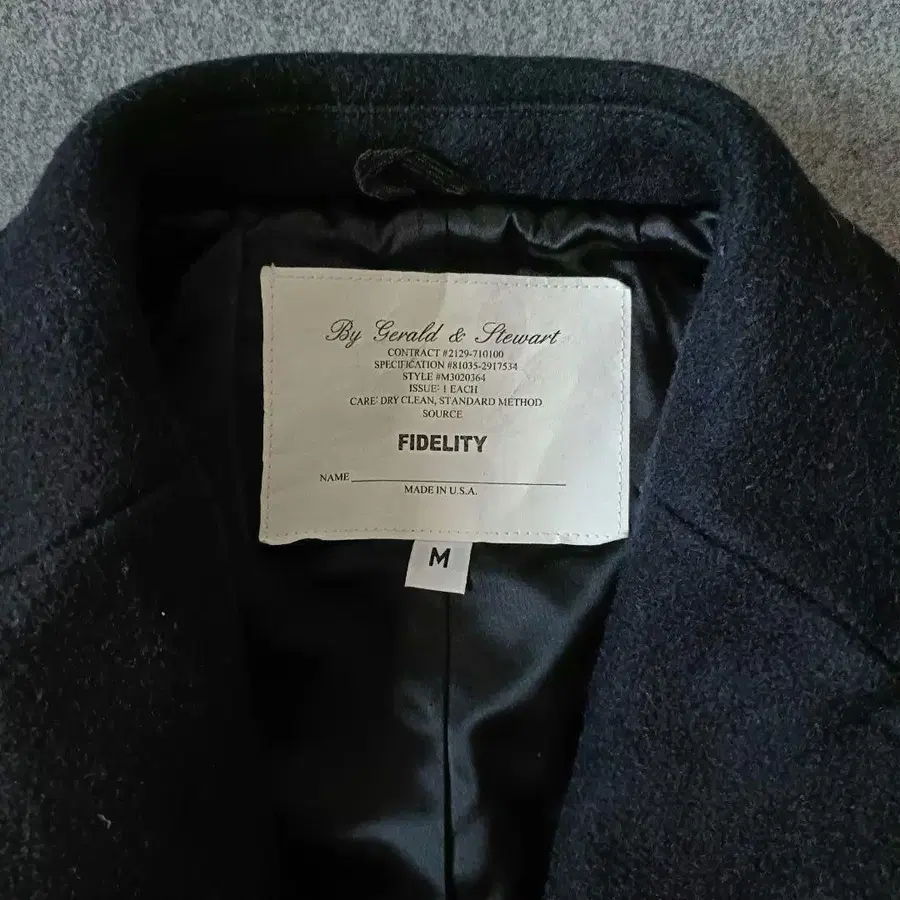 By Gerald & Stewart
CONTRACT #2129-710100
SPECIFICATION #81035-2917534
STYLE #M3020364
ISSUE: 1 EACH
CARE: DRY CLEAN, STANDARD METHOD
SOURCE
FIDELITY
NAME
MADE IN U.S.A.
M